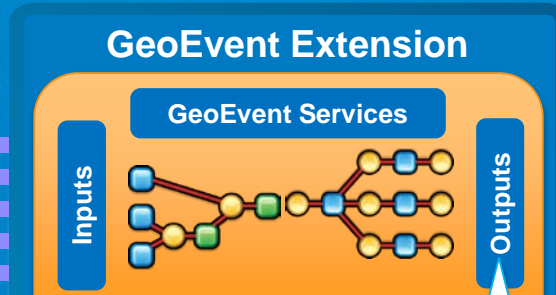 GeoEvent Extension
GeoEvent Services
Inputs
Outputs